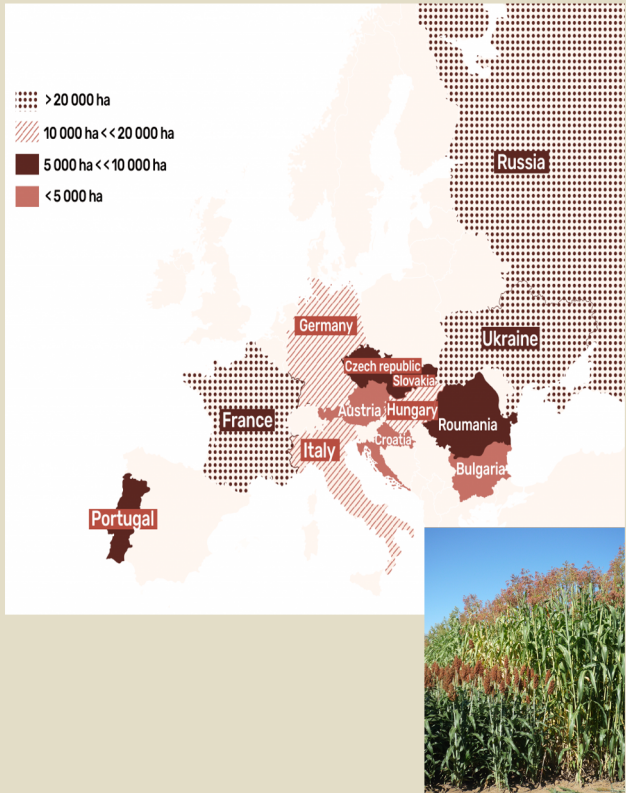 > 20 000 ha
10 000 ha < < 20 000 ha
5 000 ha < < 10 000 ha
< 5 000 ha
Russia
Germany
Ukraine
Czech republic
Slovakia
France
Austria
Hungary
Roumania
Croatia
Italy
Bulgaria
Portugal